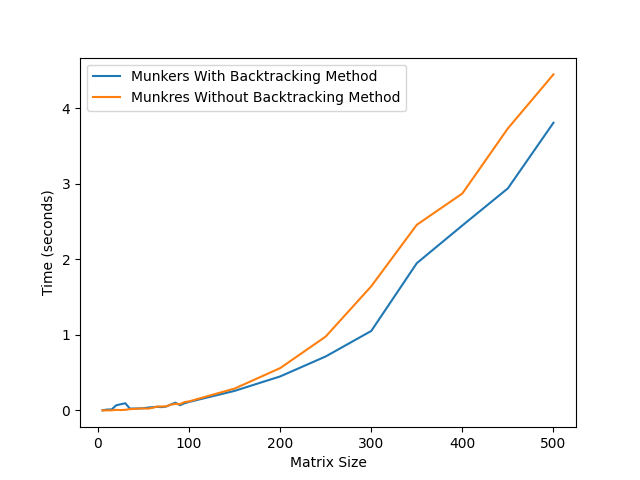 Munkers With Backtracking Method
Munkres Without Backtracking Method
4
3
2
1
0
Time (seconds)
0 100 200 300 400 500
Matrix Size